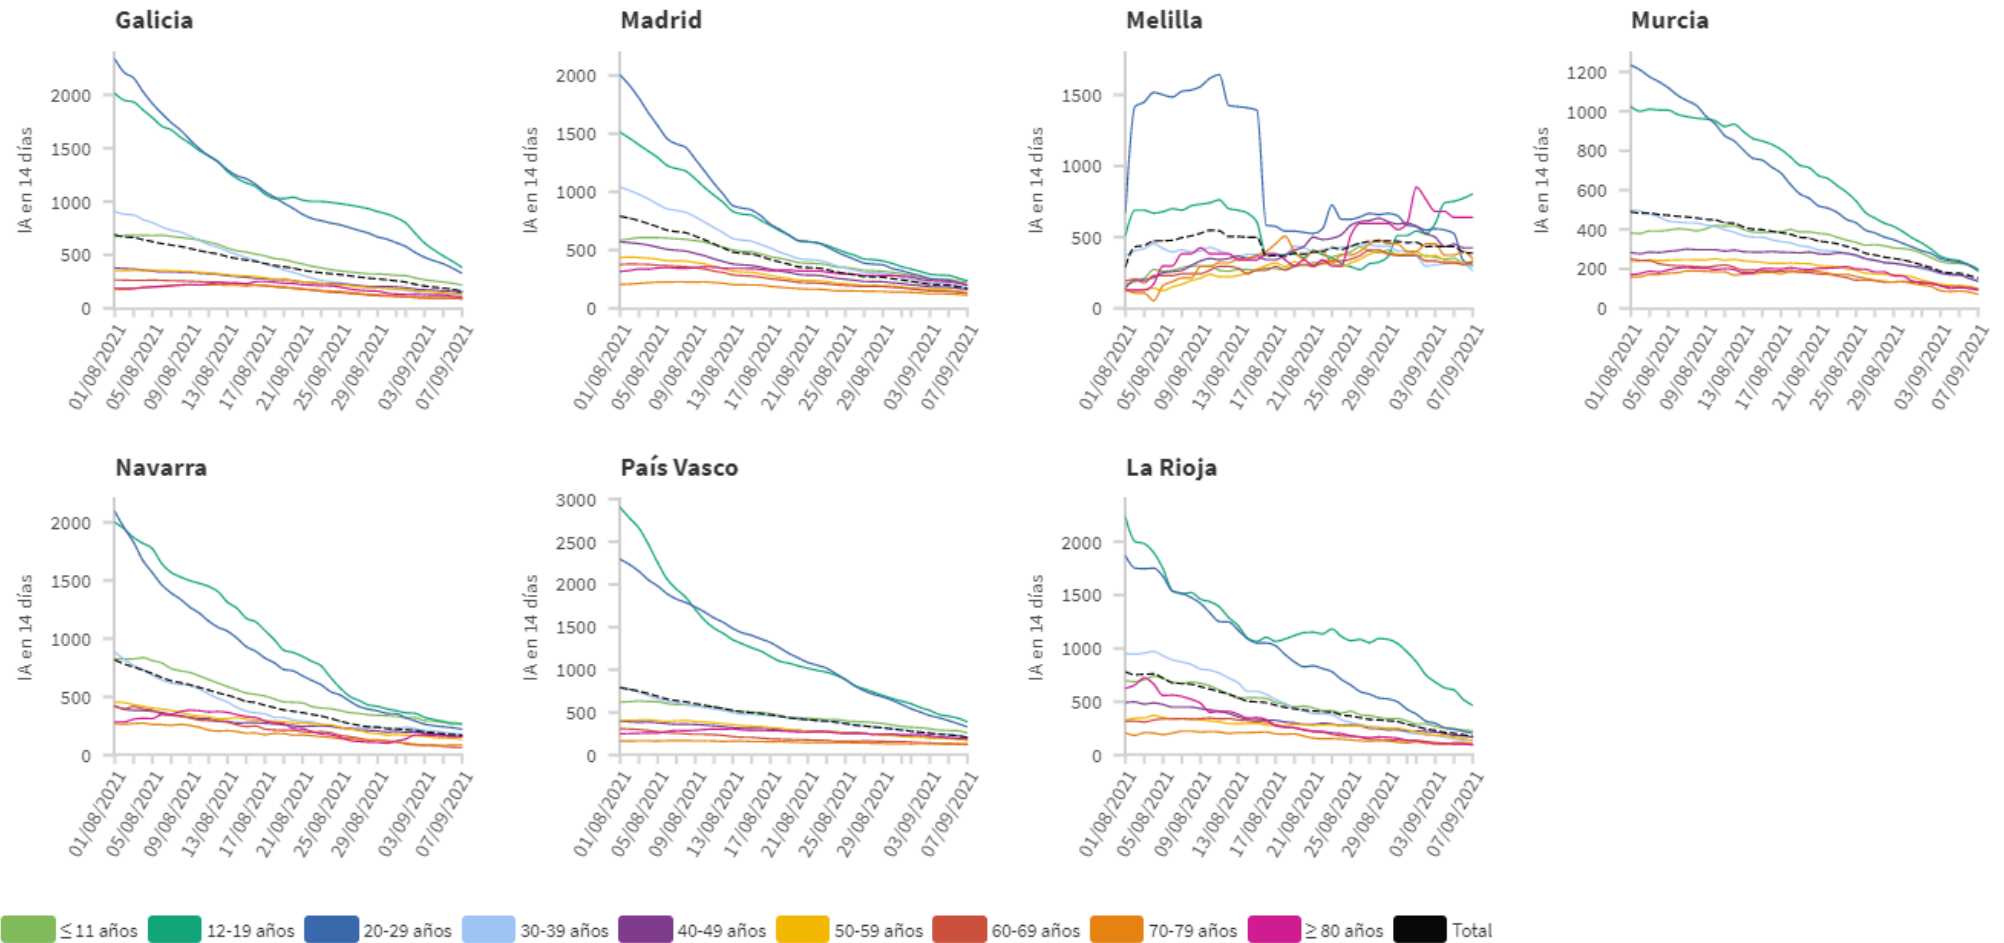 Galicia
IA en 14 días
2000
1500
1000
500
0
01/08/2021 05/08/2021 09/08/2021 13/08/2021 17/08/2021 21/08/2021 25/08/2021 29/08/2021 03/09/2021 07/09/2021
Madrid
IA en 14 días
2000
1500
1000
500
0
01/08/2021 05/08/2021 09/08/2021 13/08/2021 17/08/2021 21/08/2021 25/08/2021 29/08/2021 03/09/2021 07/09/2021
Melilla
IA en 14 días
1500
1000
500
0
01/08/2021 05/08/2021 09/08/2021 13/08/2021 17/08/2021 21/08/2021 25/08/2021 29/08/2021 03/09/2021 07/09/2021
Murcia
IA en 14 días
1200
1000
800
600
400
200
0
01/08/2021 05/08/2021 09/08/2021 13/08/2021 17/08/2021 21/08/2021 25/08/2021 29/08/2021 03/09/2021 07/09/2021
Navarra
IA en 14 días
2000
1500
1000
500
0
01/08/2021 05/08/2021 09/08/2021 13/08/2021 17/08/2021 21/08/2021 25/08/2021 29/08/2021 03/09/2021 07/09/2021
País Vasco
IA en 14 días
3000
2500
2000
1500
1000
500
0
01/08/2021 05/08/2021 09/08/2021 13/08/2021 17/08/2021 21/08/2021 25/08/2021 29/08/2021 03/09/2021 07/09/2021
La Rioja
IA en 14 días
2000
1500
1000
500
0
01/08/2021 05/08/2021 09/08/2021 13/08/2021 17/08/2021 21/08/2021 25/08/2021 29/08/2021 03/09/2021 07/09/2021
≤ 11 años 12-19 años 20-29 años 30-39 años 40-49 años 50-59 años 60-69 años 70-79 años ≥ 80 años Total